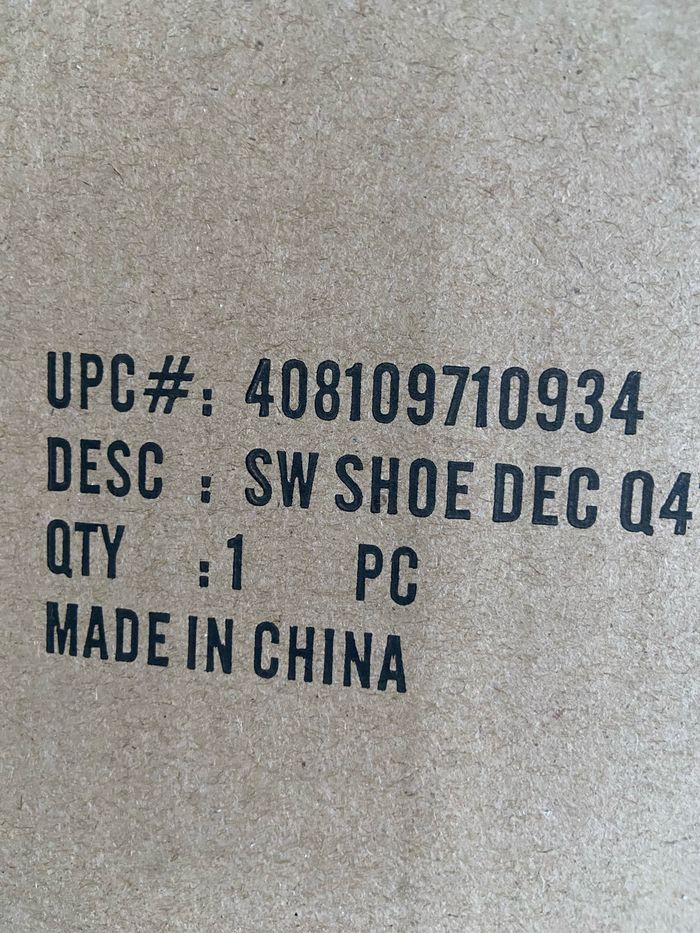 UPC#: 408109710934
DESC : SW SHOE DEC Q4'
QTY : 1 PC
MADE IN CHINA